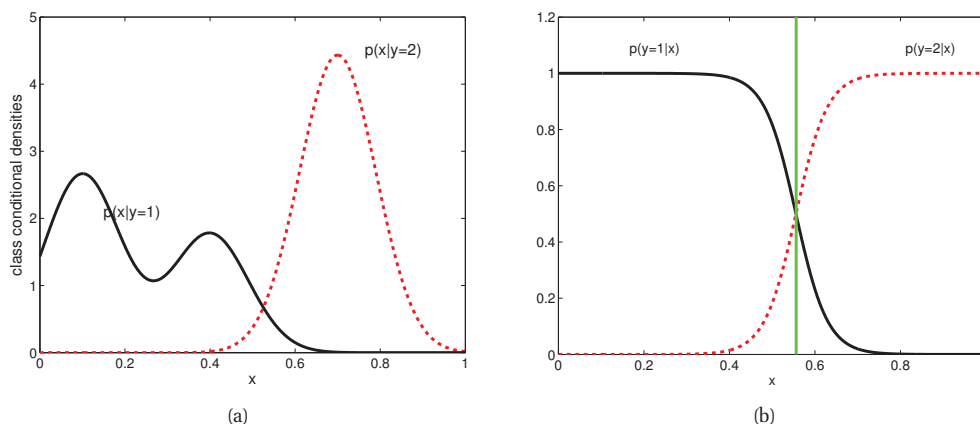 5
4
3
2
1
0
class conditional densities
p(x|y=1)
p(x|y=2)
0
0.2
0.4
0.6
0.8
1
x
(a)
1.2
1
0.8
0.6
0.4
0.2
0
p(y=1|x)
p(y=2|x)
0
0.2
0.4
0.6
0.8
x
(b)